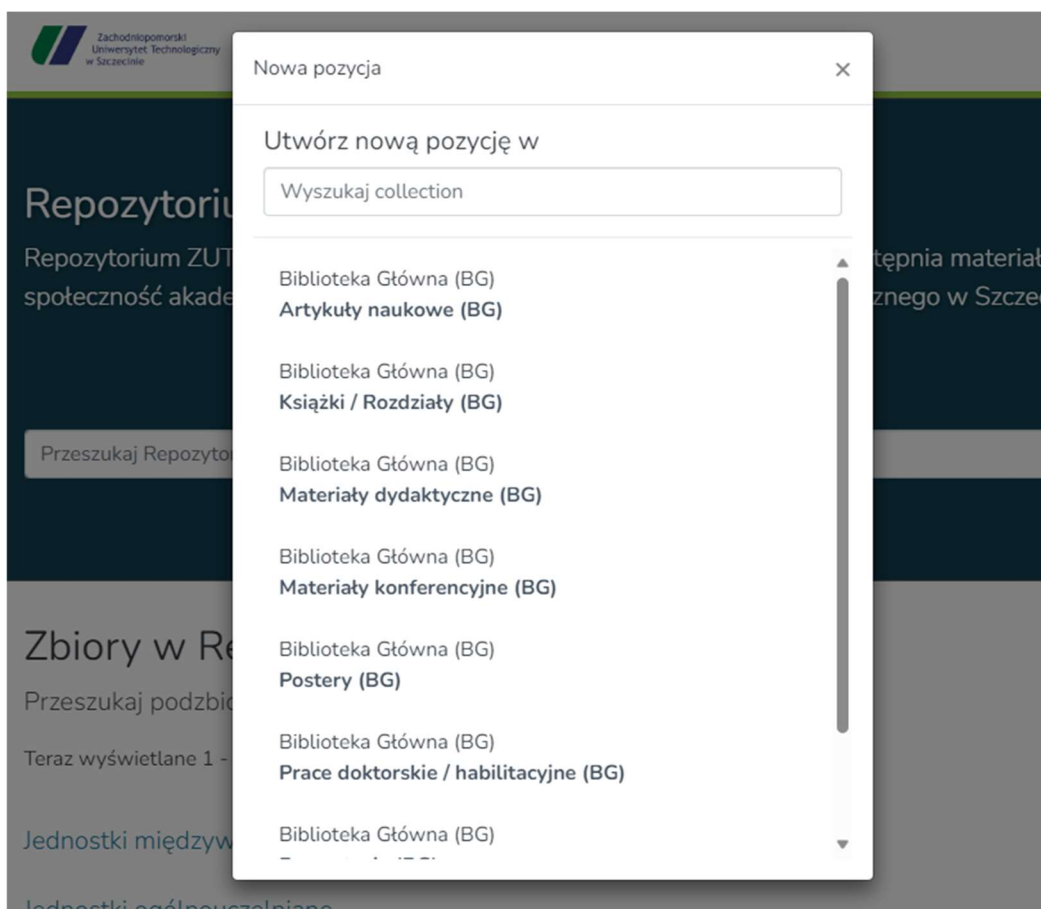 Zachodniopomorski
Uniwersytet Technologiczny
w Szczecinie
Nowa pozycja
×
Utwórz nową pozycję w
Wyszukaj collection
Biblioteka Główna (BG)
Artykuły naukowe (BG)
Biblioteka Główna (BG)
Książki / Rozdziały (BG)
Biblioteka Główna (BG)
Materiały dydaktyczne (BG)
Biblioteka Główna (BG)
Materiały konferencyjne (BG)
Biblioteka Główna (BG)
Postery (BG)
Biblioteka Główna (BG)
Prace doktorskie / habilitacyjne (BG)
Biblioteka Główna (BG)
Repozytoriu
Repozytorium ZUT tępnia materiał
społeczność akade znego w Szcze
Przeszukaj Repozyto
Zbiory w Re
Przeszukaj podzbio
Teraz wyświetlane 1 -
Jednostki międzyw
Jednostki ogólnouczelniane